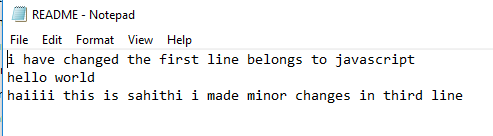 README - Notepad
File Edit Format View Help
i have changed the first line belongs to javascript
hello world
haiiii this is sahithi i made minor changes in third line